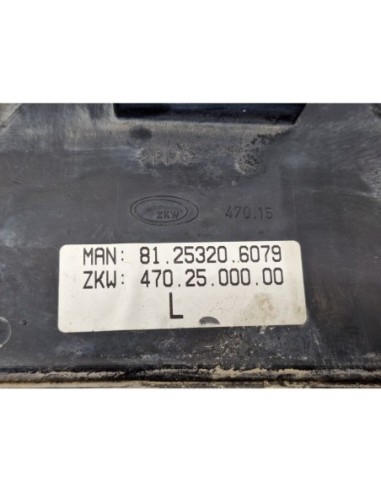 ZKW
470.15
MAN: 81.25320.6079
ZKW: 470.25.000.00
L